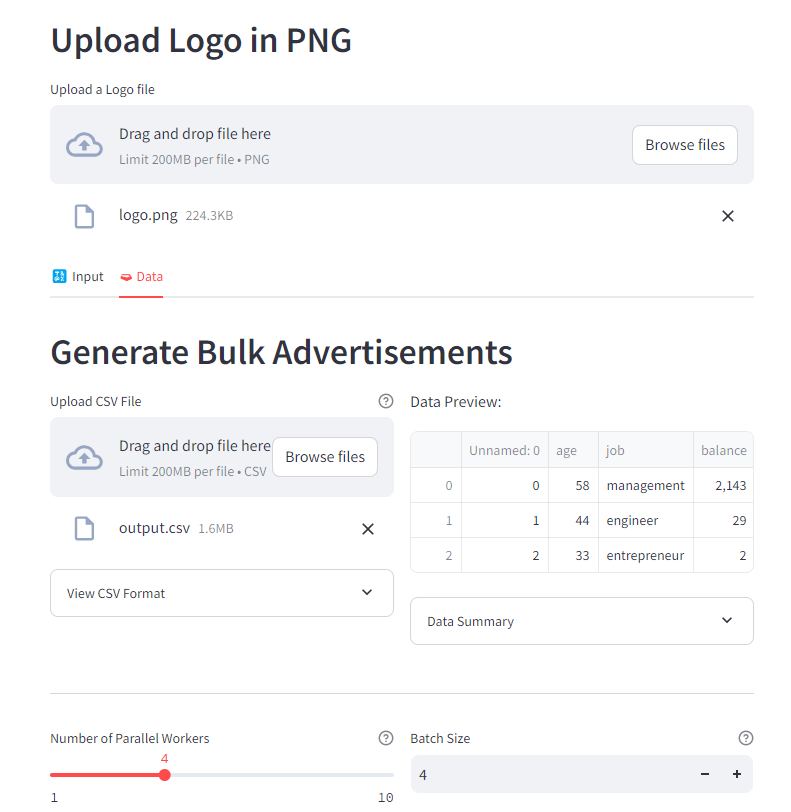 Upload Logo in PNG
Upload a Logo file
Drag and drop file here
Limit 200MB per file • PNG
Browse files
logo.png 224.3KB
Input Data
Generate Bulk Advertisements
Upload CSV File
Drag and drop file here
Limit 200MB per file • CSV
Browse files
output.csv 1.6MB
View CSV Format
Data Preview:
Unnamed: 0 age job balance
0 0 58 management 2,143
1 1 44 engineer 29
2 2 33 entrepreneur 2
Data Summary
Number of Parallel Workers
4
1 10
Batch Size
4